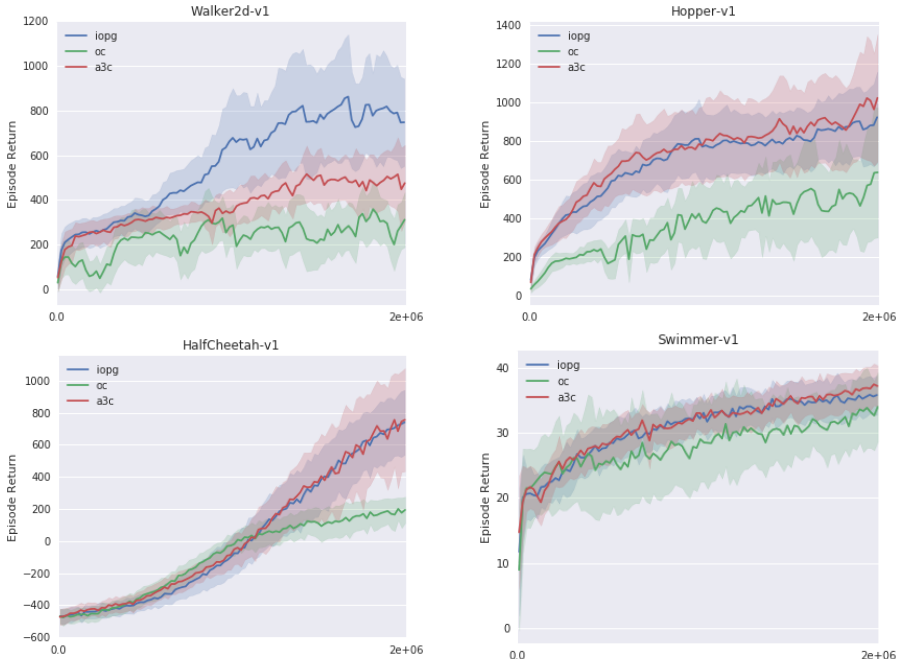 Walker2d-v1
1200
1000
800
600
400
200
0
Episode Return
iopg
oc
a3c
0.0
2e+06
Hopper-v1
1400
1200
1000
800
600
400
200
0
Episode Return
iopg
oc
a3c
0.0
2e+06
HalfCheetah-v1
1000
800
600
400
200
0
−200
−400
−600
Episode Return
iopg
oc
a3c
0.0
2e+06
Swimmer-v1
40
30
20
10
0
Episode Return
iopg
oc
a3c
0.0
2e+06